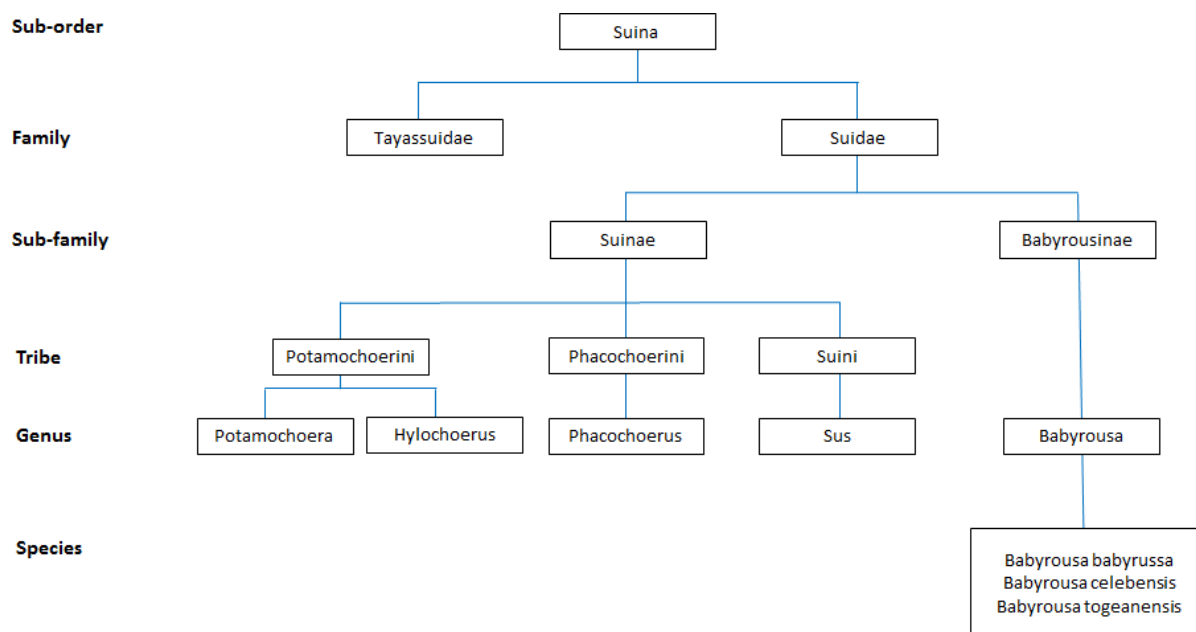 Sub-order
Suina
Family
Tayassuidae
Suidae
Sub-family
Suinae
Babyrousinae
Tribe
Potamochoerini
Phacochoerini
Suini
Genus
Potamochoera
Hylochoerus
Phacochoerus
Sus
Babyrousa
Species
Babyrousa babyrussa
Babyrousa celebensis
Babyrousa togeanensis